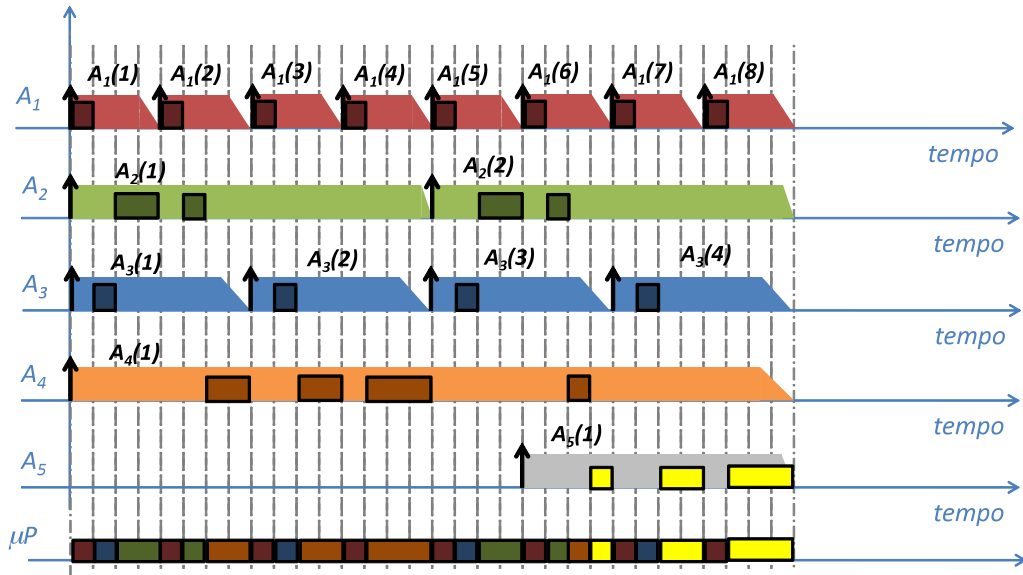 A1(1) A1(2) A1(3) A1(4) A1(5) A1(6) A1(7) A1(8)
A1
tempo
A2(1) A2(2)
A2
tempo
A3(1) A3(2) A3(3) A3(4)
A3
tempo
A4(1)
A4
tempo
A5(1)
A5
tempo
μP